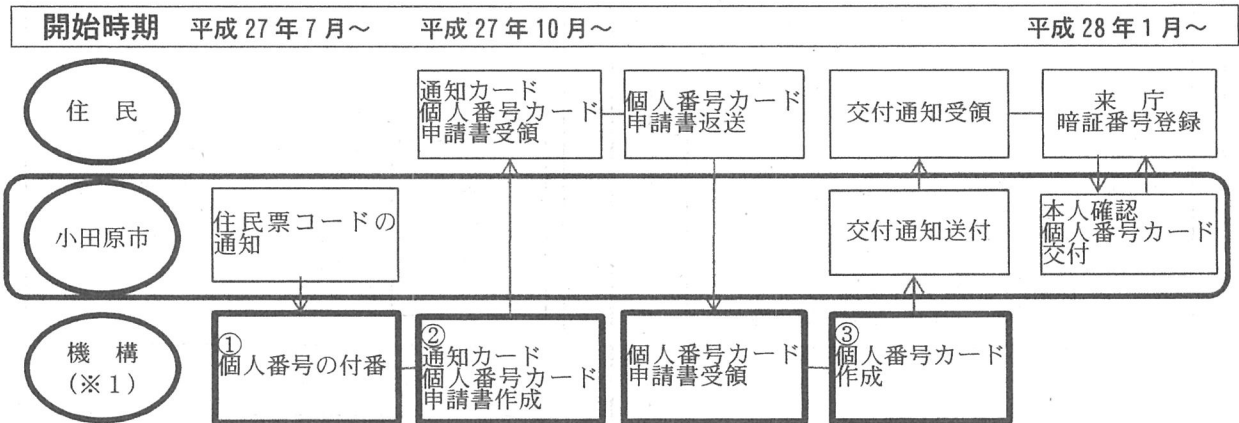 開始時期 平成27年7月～ 平成27年10月～ 平成28年1月～
住 民
通知カード
個人番号カード
申請書受領
個人番号カード
申請書返送
交付通知受領
来 庁
暗証番号登録
小田原市
住民票コードの
通知
交付通知送付
本人確認
個人番号カード
交付
機 構
(※1)
①
個人番号の付番
②
通知カード
個人番号カード
申請書作成
個人番号カード
申請書受領
③
個人番号カード
作成